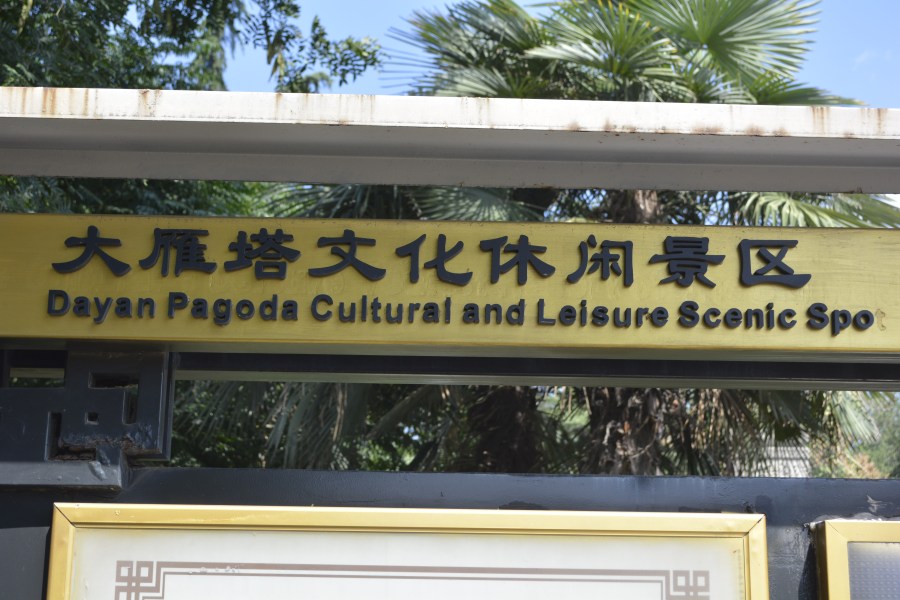 大雁塔文化休闲景区
Dayan Pagoda Cultural and Leisure Scenic Spo